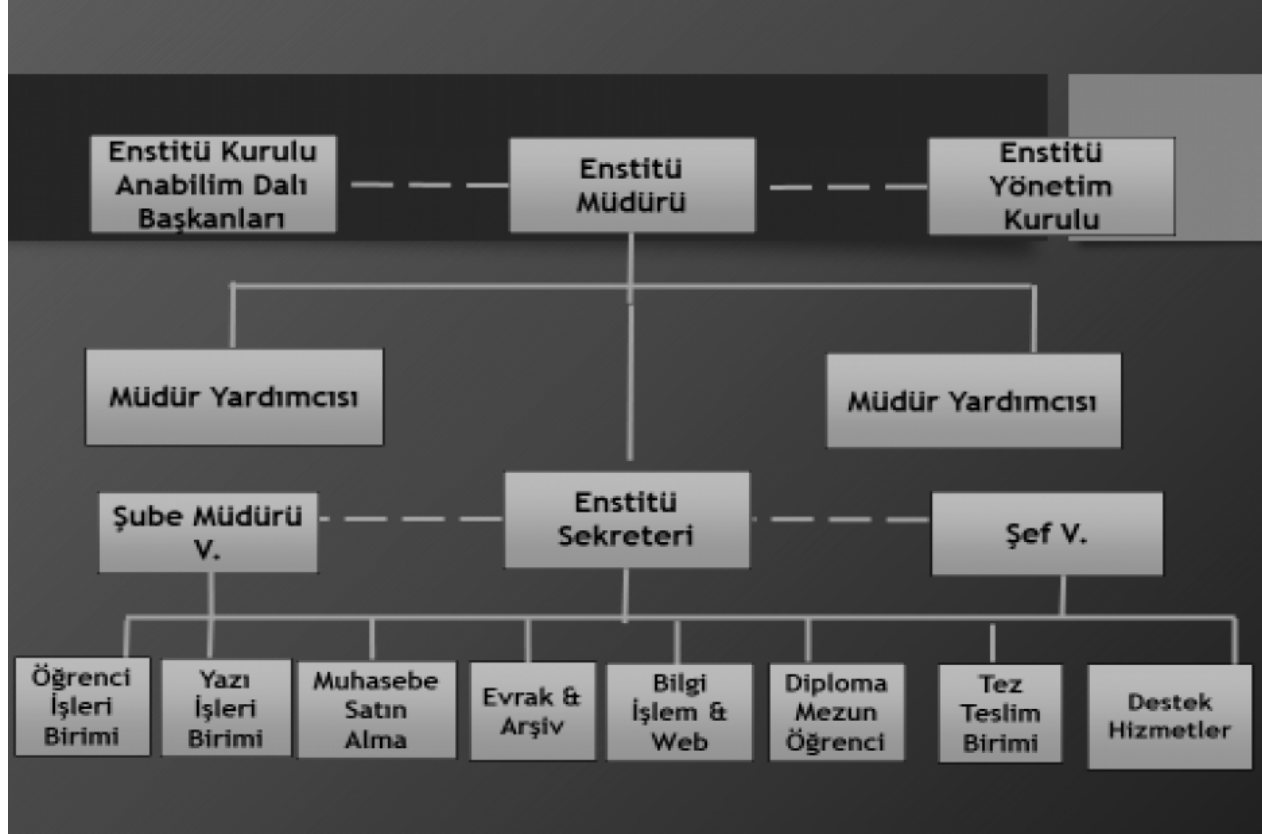 Enstitü Kurulu
Anabilim Dalı
Başkanları
Enstitü
Müdürü
Enstitü
Yönetim
Kurulu
Müdür Yardımcısı
Müdür Yardımcısı
Şube Müdürü
V.
Enstitü
Sekreteri
Şef V.
Öğrenci
İşleri
Birimi
Yazı
İşleri
Birimi
Muhasebe
Satın
Alma
Evrak &
Arşiv
Bilgi
İşlem &
Web
Diploma
Mezun
Öğrenci
Tez
Teslim
Birimi
Destek
Hizmetler